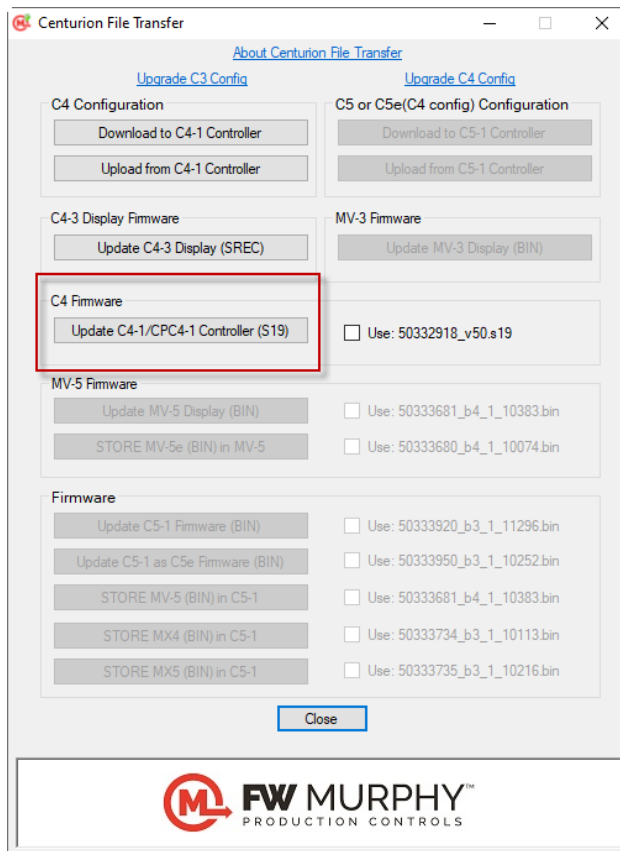 Centurion File Transfer
About Centurion File Transfer
Upgrade C3 Config
Upgrade C4 Config
C4 Configuration
Download to C4-1 Controller
Upload from C4-1 Controller
C5 or C5e(C4 config) Configuration
Download to C5-1 Controller
Upload from C5-1 Controller
C4-3 Display Firmware
Update C4-3 Display (SREC)
MV-3 Firmware
Update MV-3 Display (BIN)
C4 Firmware
Update C4-1/CPC4-1 Controller (S19)
Use: 50332918_v50.s19
MV-5 Firmware
Update MV-5 Display (BIN)
Use: 50333681_b4_1_10383.bin
STORE MV-5e (BIN) in MV-5
Use: 50333680_b4_1_10074.bin
Firmware
Update C5-1 Firmware (BIN)
Use: 50333920_b3_1_11296.bin
Update C5-1 as C5e Firmware (BIN)
Use: 50333950_b3_1_10252.bin
STORE MV-5 (BIN) in C5-1
Use: 50333681_b4_1_10383.bin
STORE MX4 (BIN) in C5-1
Use: 50333734_b3_1_10113.bin
STORE MX5 (BIN) in C5-1
Use: 50333735_b3_1_10216.bin
Close
M FW MURPHY™
PRODUCTION CONTROLS